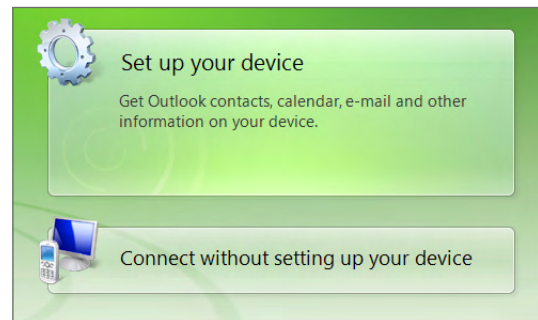 Set up your device
Get Outlook contacts, calendar, e-mail and other
information on your device.
Connect without setting up your device